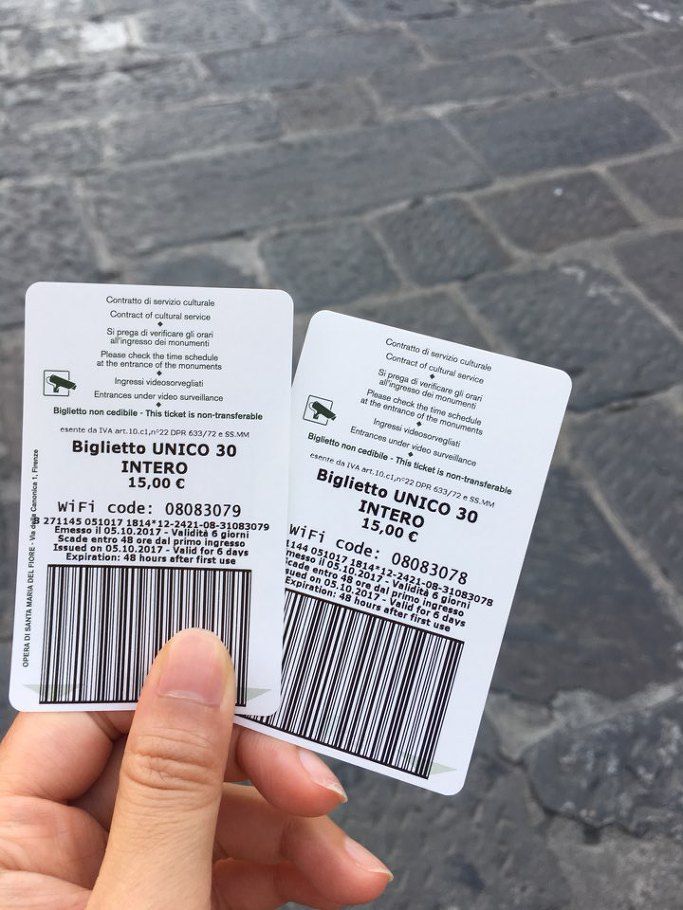 Contratto di servizio culturale
Contract of cultural service
Si prega di verificare gli orari
all'ingresso dei monumenti
Please check the time schedule
at the entrance of the monuments
Ingressi videosorvegliati
Entrances under video surveillance
Biglietto non cedibile - This ticket is non-transferable
esente da IVA art.10.c1,n°22 DPR 633/72 e SS.MM
Biglietto UNICO 30
INTERO
15,00 €
WiFi code: 08083079
271145 051017 1814*12-2421-08-31083079
Emesso il 05.10.2017 - Validità 6 giorni
Scade entro 48 ore dal primo ingresso
Issued on 05.10.2017 - Valid for 6 days
Expiration: 48 hours after first use
OPERA DI SANTA MARIA DEL FIORE - Via della Canonica 1, Firenze
Contratto di servizio culturale
Contract of cultural service
Si prega di verificare gli orari
all'ingresso dei monumenti
Please check the time schedule
at the entrance of the monuments
Ingressi videosorvegliati
Entrances under video surveillance
Biglietto non cedibile - This ticket is non-transferable
esente da IVA art.10.c1,n°22 DPR 633/72 e SS.MM
Biglietto UNICO 30
INTERO
15,00 €
WiFi code: 08083078
1144 051017 1814*12-2421-08-31083078
messo il 05.10.2017 - Validità 6 giorni
Scade entro 48 ore dal primo ingresso
ssued on 05.10.2017 - Valid for 6 days
Expiration: 48 hours after first use